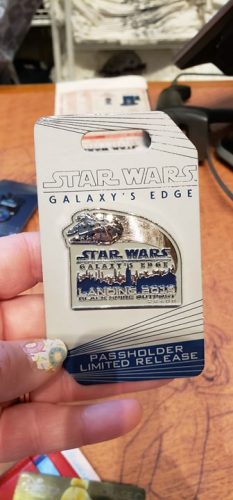 STAR WARS
GALAXY'S EDGE
STAR WARS
GALAXY'S EDGE
LANDING 2019
BLACK SPIRE OUTPOST
PASSHOLDER
LIMITED RELEASE